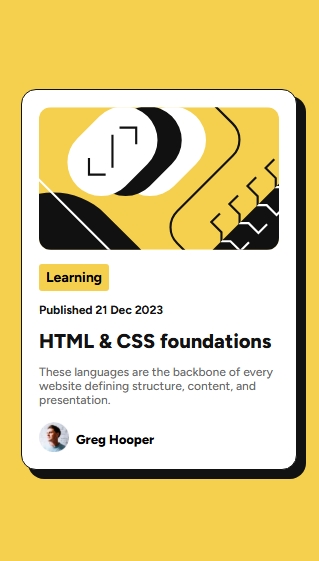 Learning
Published 21 Dec 2023
HTML & CSS foundations
These languages are the backbone of every
website defining structure, content, and
presentation.
Greg Hooper